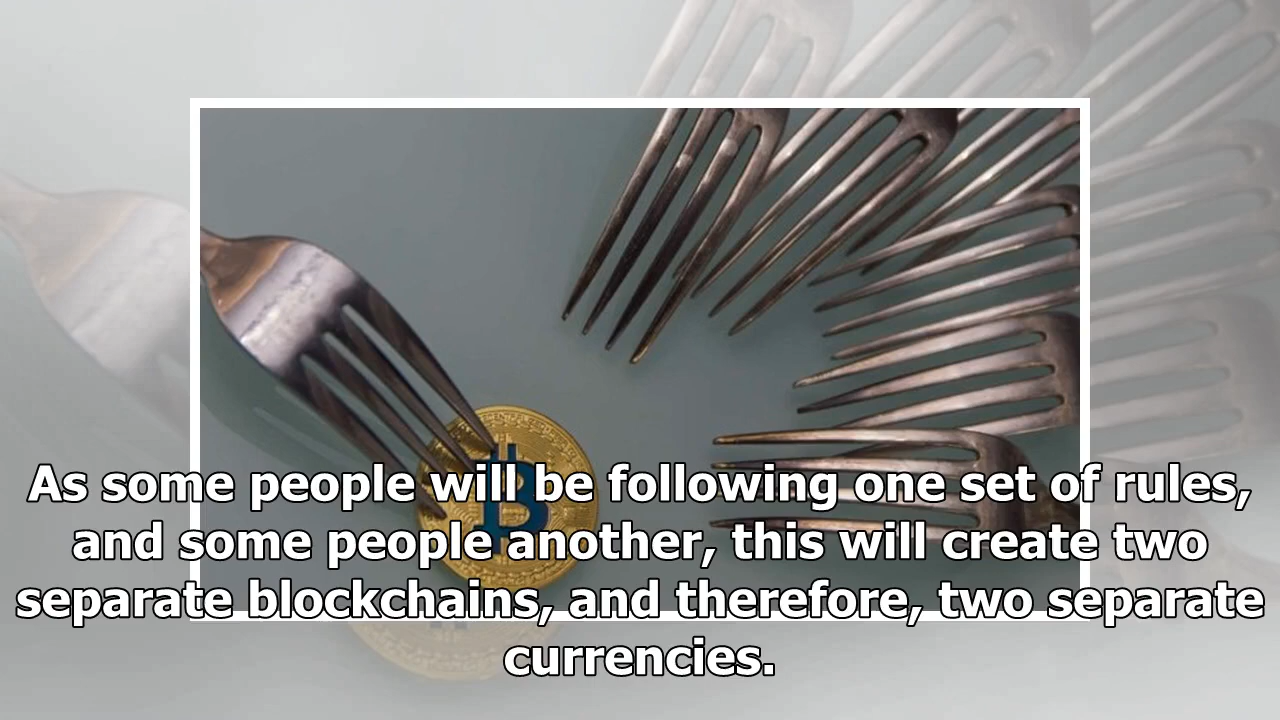 As some people will be following one set of rules,
and some people another, this will create two
separate blockchains, and therefore, two separate
currencies.